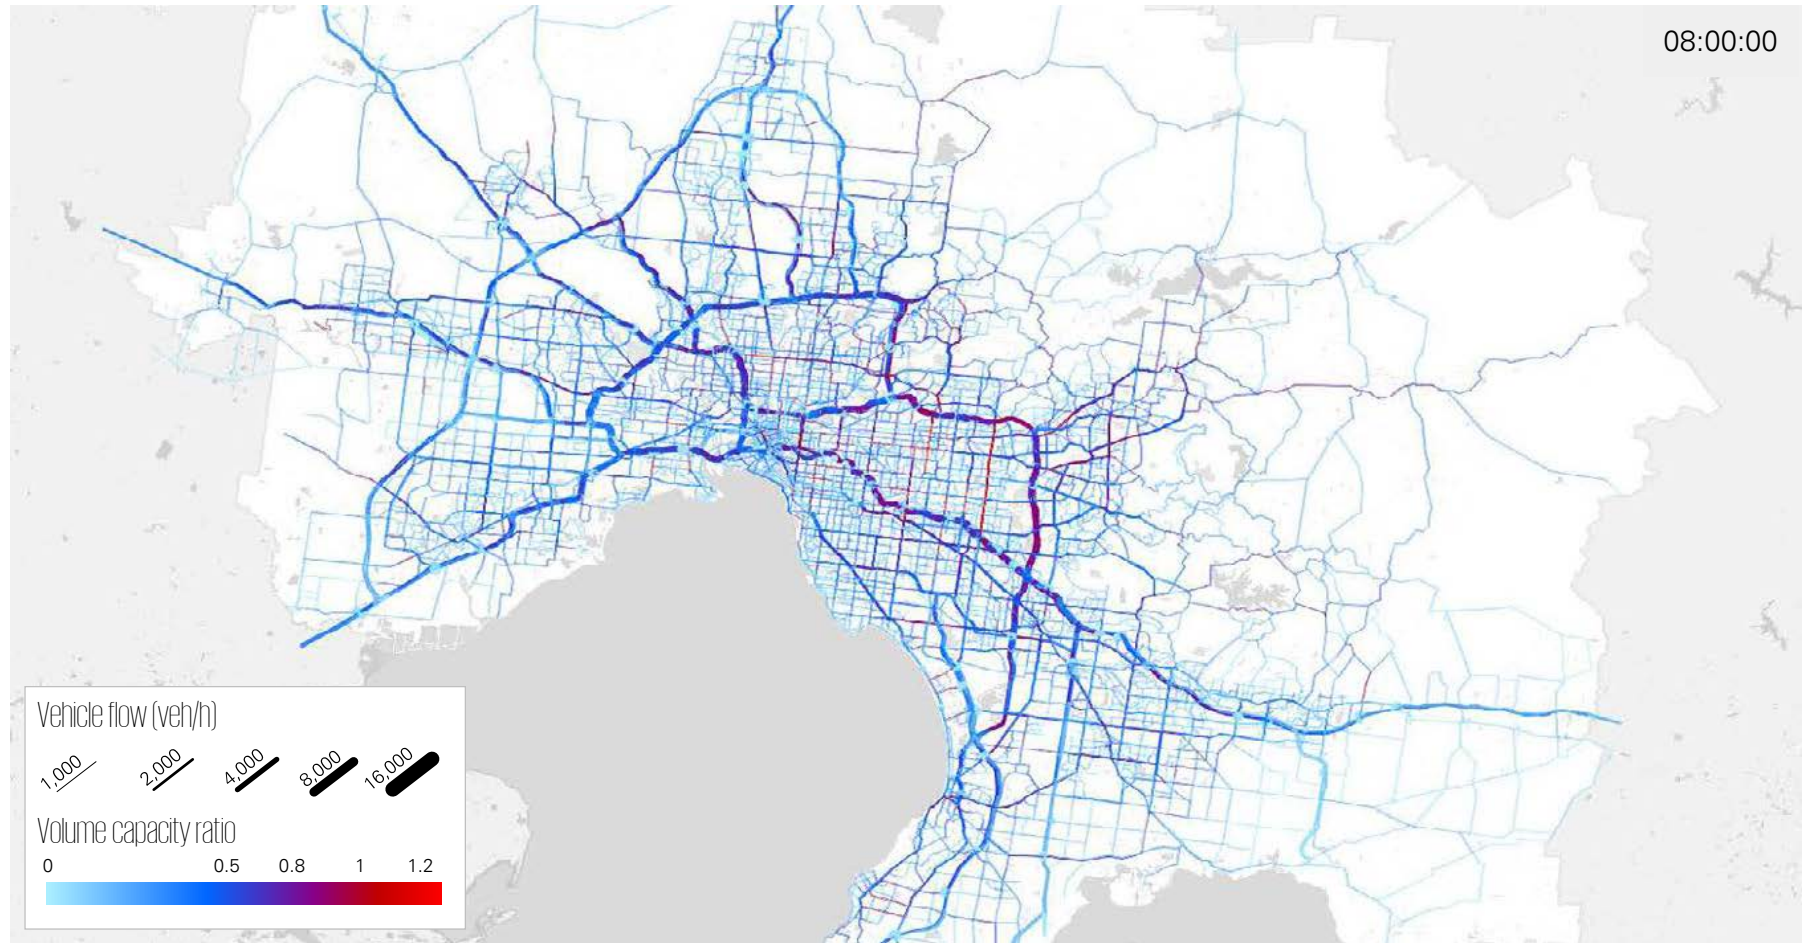 08:00:00
Vehicle flow (veh/h)
1,000 2,000 4,000 8,000 16,000
Volume capacity ratio
0 0.5 0.8 1 1.2